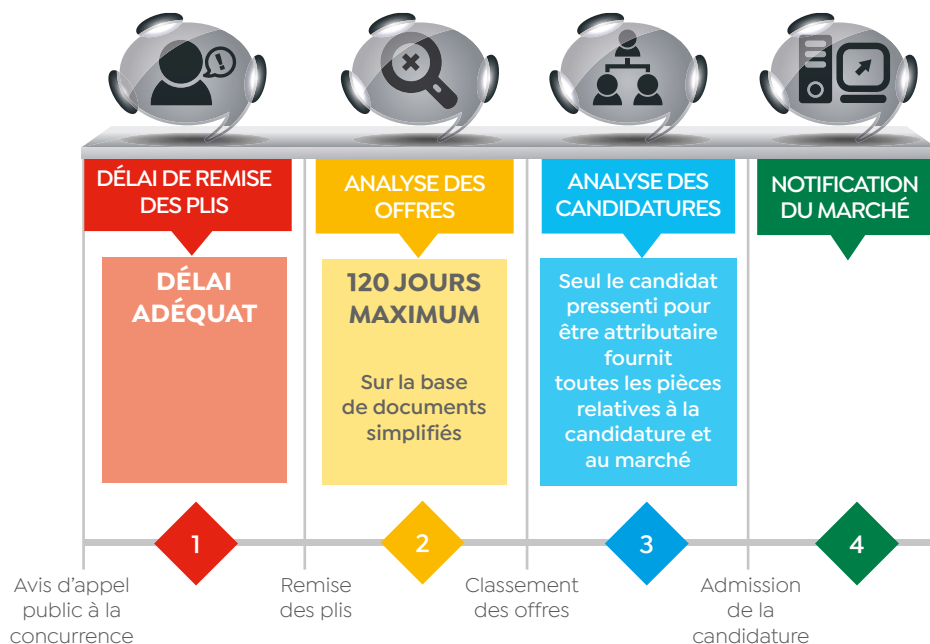 DÉLAI DE REMISE
DES PLIS
DÉLAI
ADÉQUAT
ANALYSE DES
OFFRES
120 JOURS
MAXIMUM
Sur la base
de documents
simplifiés
ANALYSE DES
CANDIDATURES
Seul le candidat
pressenti pour
être attributaire
fournit
toutes les pièces
relatives à la
candidature et
au marché
NOTIFICATION
DU MARCHÉ
1
2
3
4
Avis d’appel
public à la
concurrence
Remise
des plis
Classement
des offres
Admission
de la
candidature